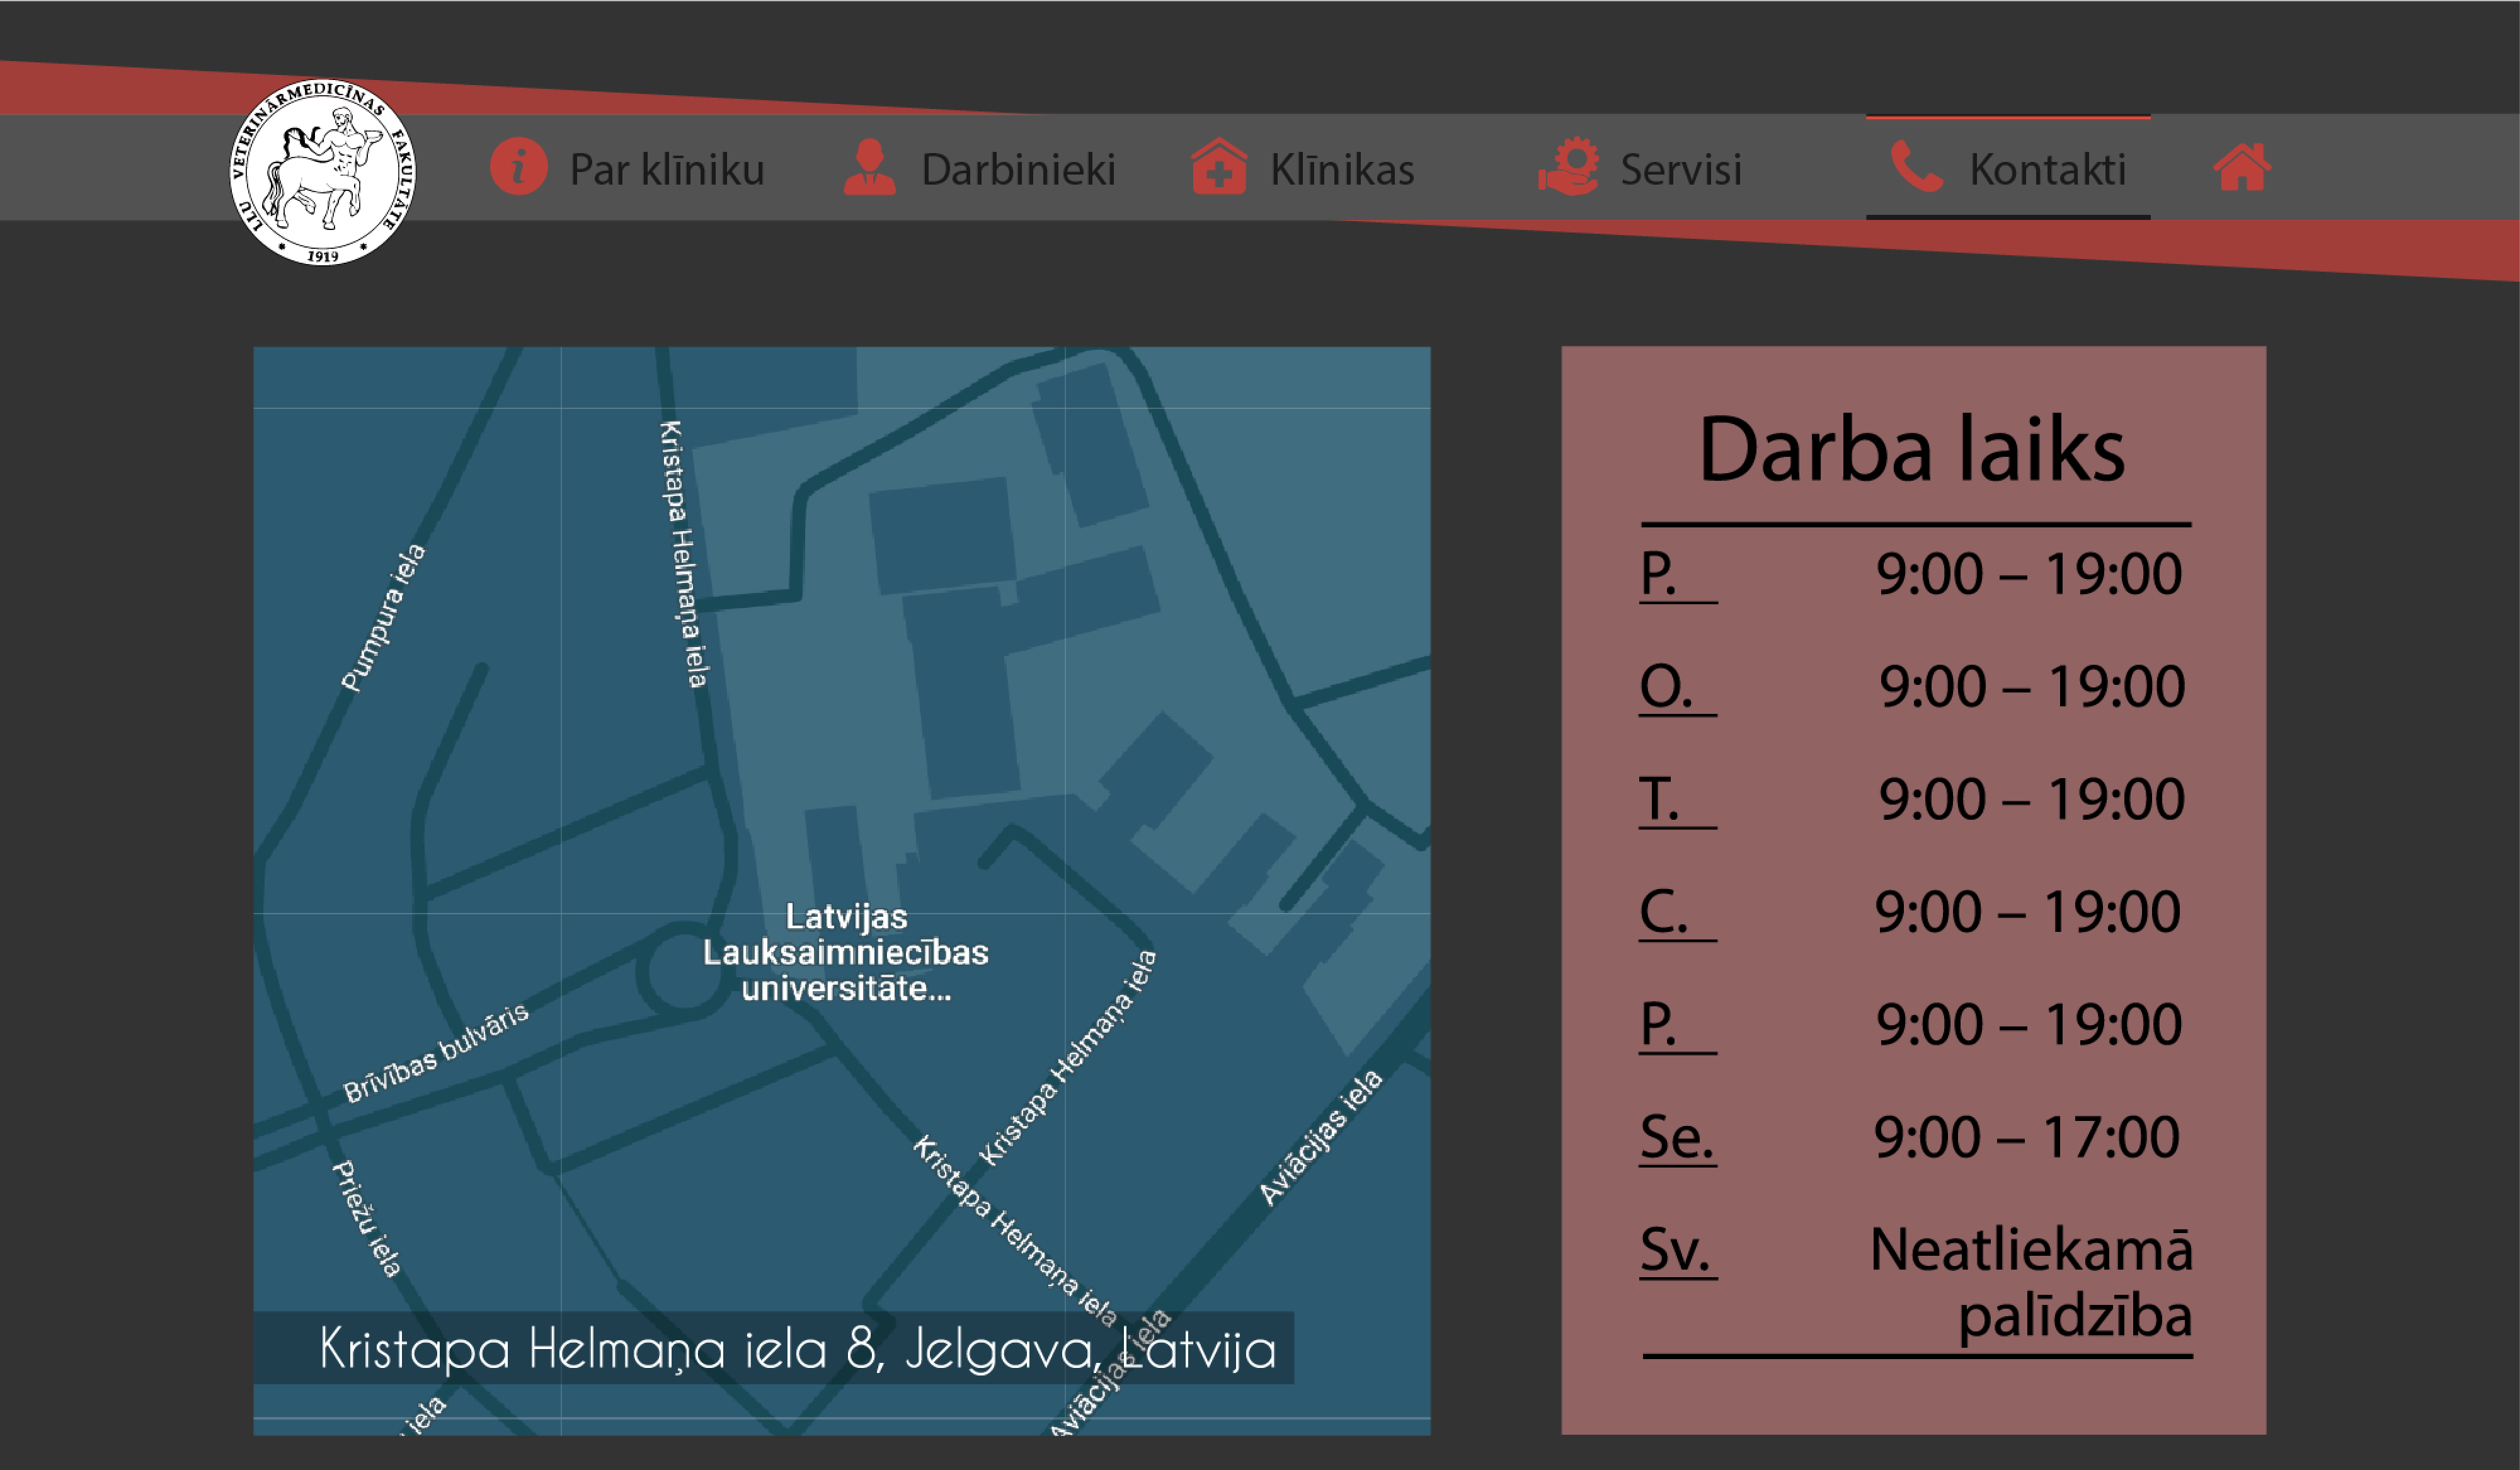 LLU VETERINĀRMEDICĪNAS FAKULTĀTE
* 1919 *
Par klīniku
Darbinieki
Klīnikas
Servisi
Kontakti
Kristapa Helmaņa iela
Pumpura iela
Latvijas
Lauksaimniecības
universitāte...
Brīvības bulvāris
Kristapa Helmaņa iela
Aviācijas iela
Kristapa Helmaņa iela
Priežu iela
Kristapa Helmaņa iela 8, Jelgava, Latvija
Aviācijas iela
iela
Darba laiks
P. 9:00 – 19:00
O. 9:00 – 19:00
T. 9:00 – 19:00
C. 9:00 – 19:00
P. 9:00 – 19:00
Se. 9:00 – 17:00
Sv. Neatliekamā
palīdzība